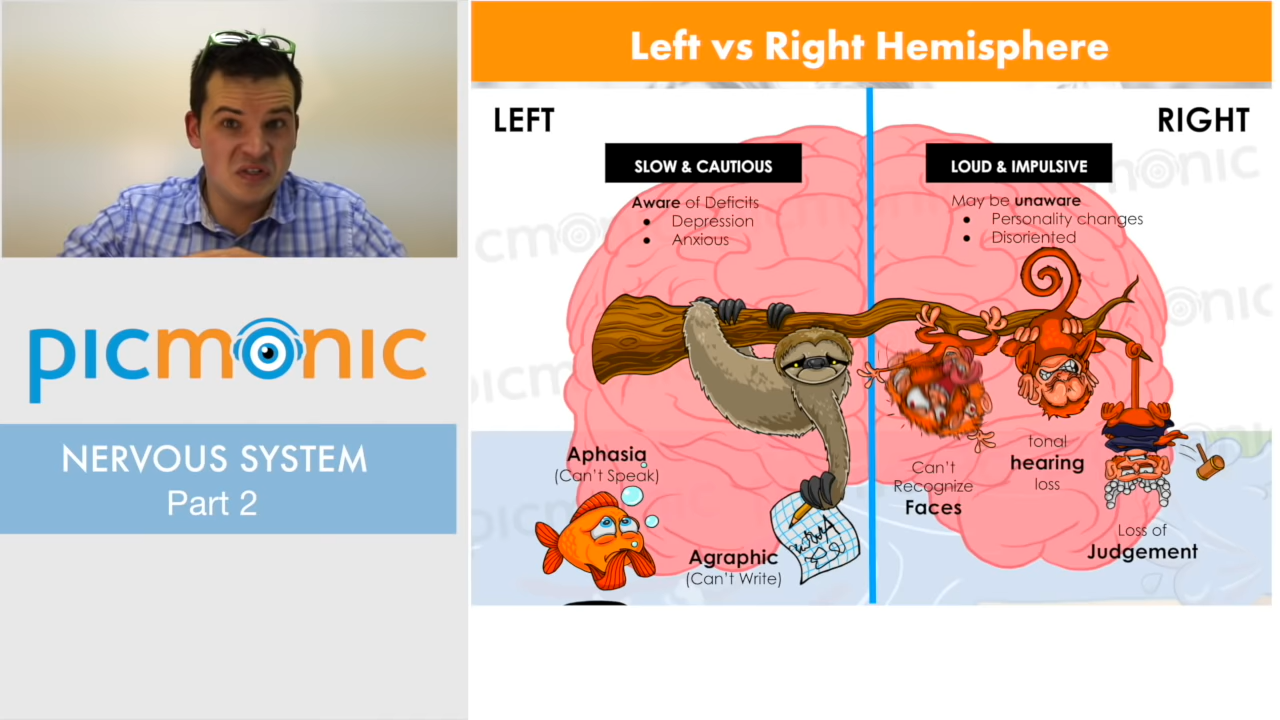 Left vs Right Hemisphere
LEFT
RIGHT
SLOW & CAUTIOUS
Aware of Deficits
• Depression
• Anxious
LOUD & IMPULSIVE
May be unaware
• Personality changes
• Disoriented
picmonic
NERVOUS SYSTEM
Part 2
Aphasia
(Can't Speak)
Agraphic
(Can't Write)
Can't
Recognize
Faces
tonal
hearing
loss
Loss of
Judgement